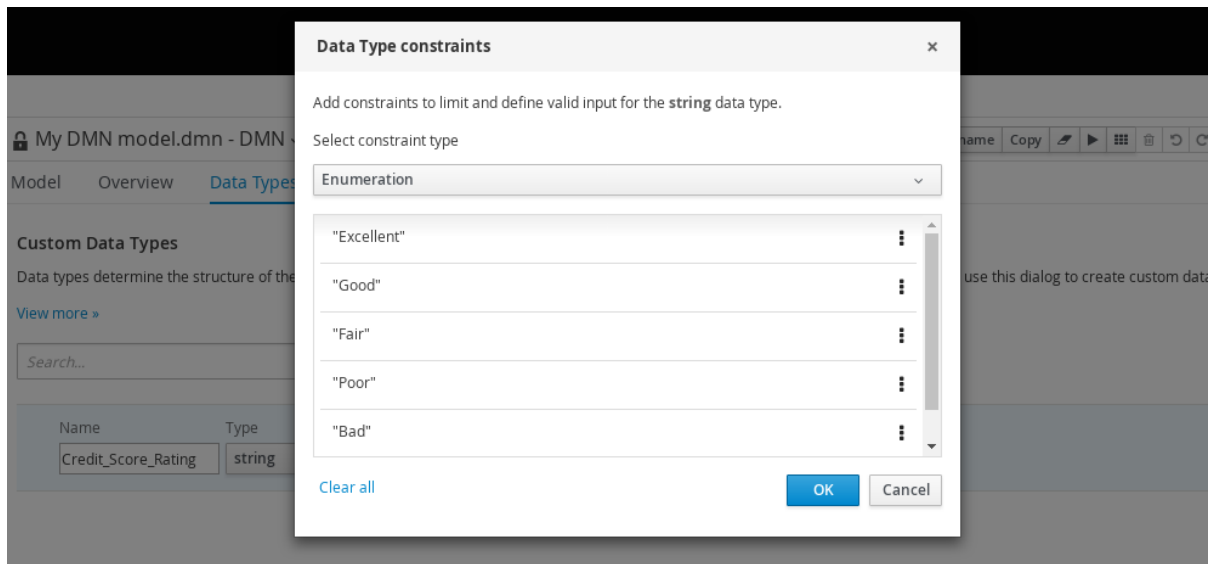 Data Type constraints ×
Add constraints to limit and define valid input for the string data type.
My DMN model.dmn - DMN
Copy
Select constraint type
Model Overview Data Types
Enumeration
"Excellent"
Custom Data Types
Data types determine the structure of the
use this dialog to create custom data
"Good"
View more »
"Fair"
Search...
"Poor"
Name Type
"Bad"
Credit_Score_Rating string
Clear all OK Cancel